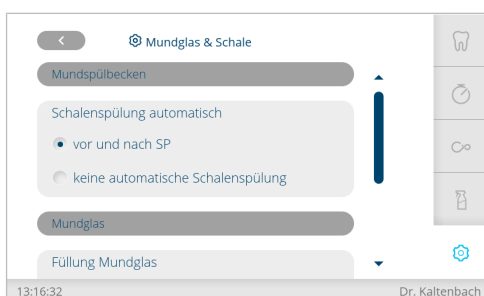 Mundglas & Schale
Mundspülbecken
Schalenspülung automatisch
vor und nach SP
keine automatische Schalenspülung
Mundglas
Füllung Mundglas
13:16:32 Dr. Kaltenbach